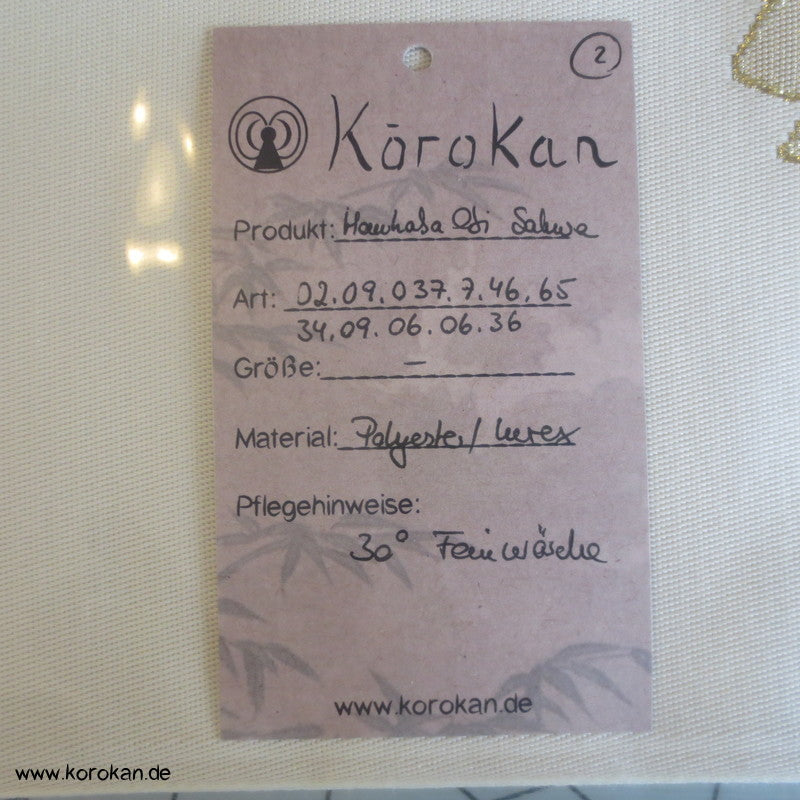 2
Kōrokan
Produkt: Hanhaba Obi Sakura
Art: 02.09.037.7.46.65
34.09.06.06.36
Größe: –
Material: Polyester/Lurex
Pflegehinweise:
30° Feinwäsche
www.korokan.de
www.korokan.de